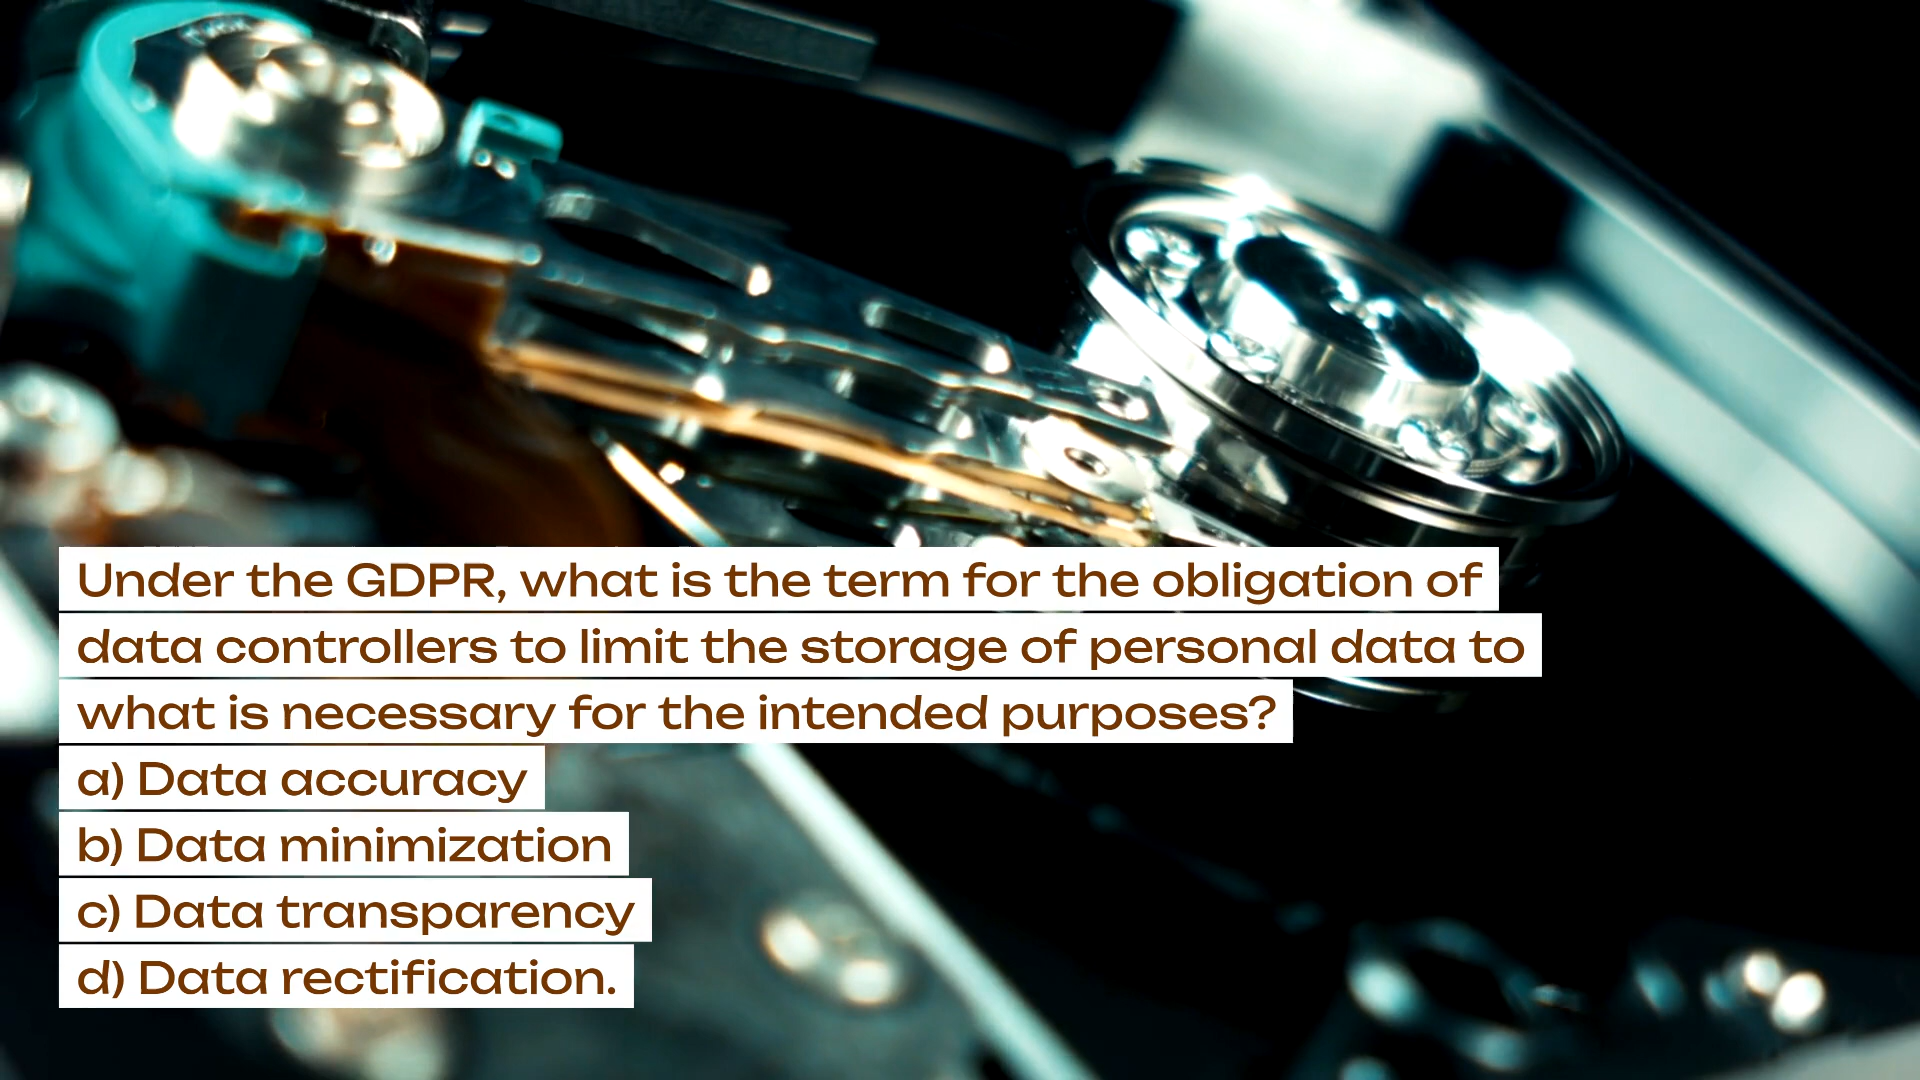 Under the GDPR, what is the term for the obligation of
data controllers to limit the storage of personal data to
what is necessary for the intended purposes?
a) Data accuracy
b) Data minimization
c) Data transparency
d) Data rectification.